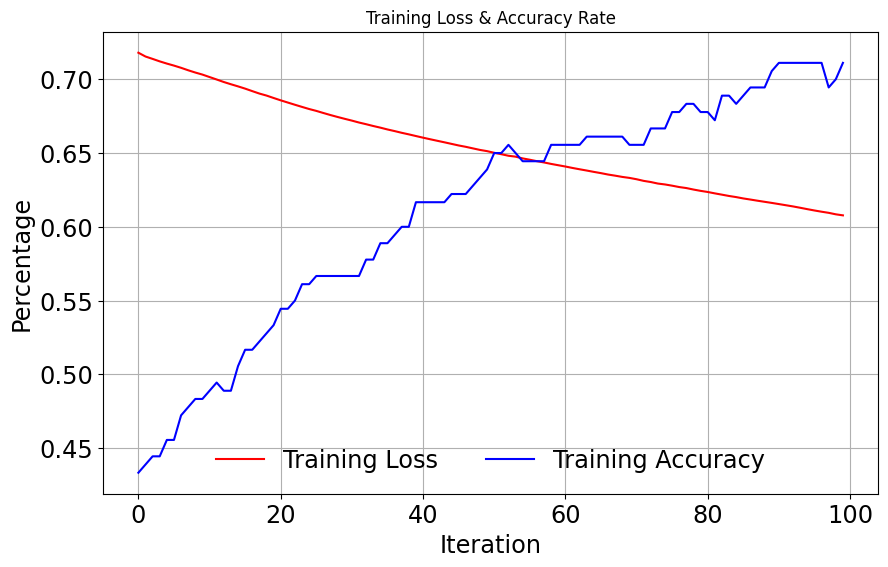 Training Loss & Accuracy Rate
Percentage
0.70
0.65
0.60
0.55
0.50
0.45
Training Loss
Training Accuracy
0 20 40 60 80 100
Iteration